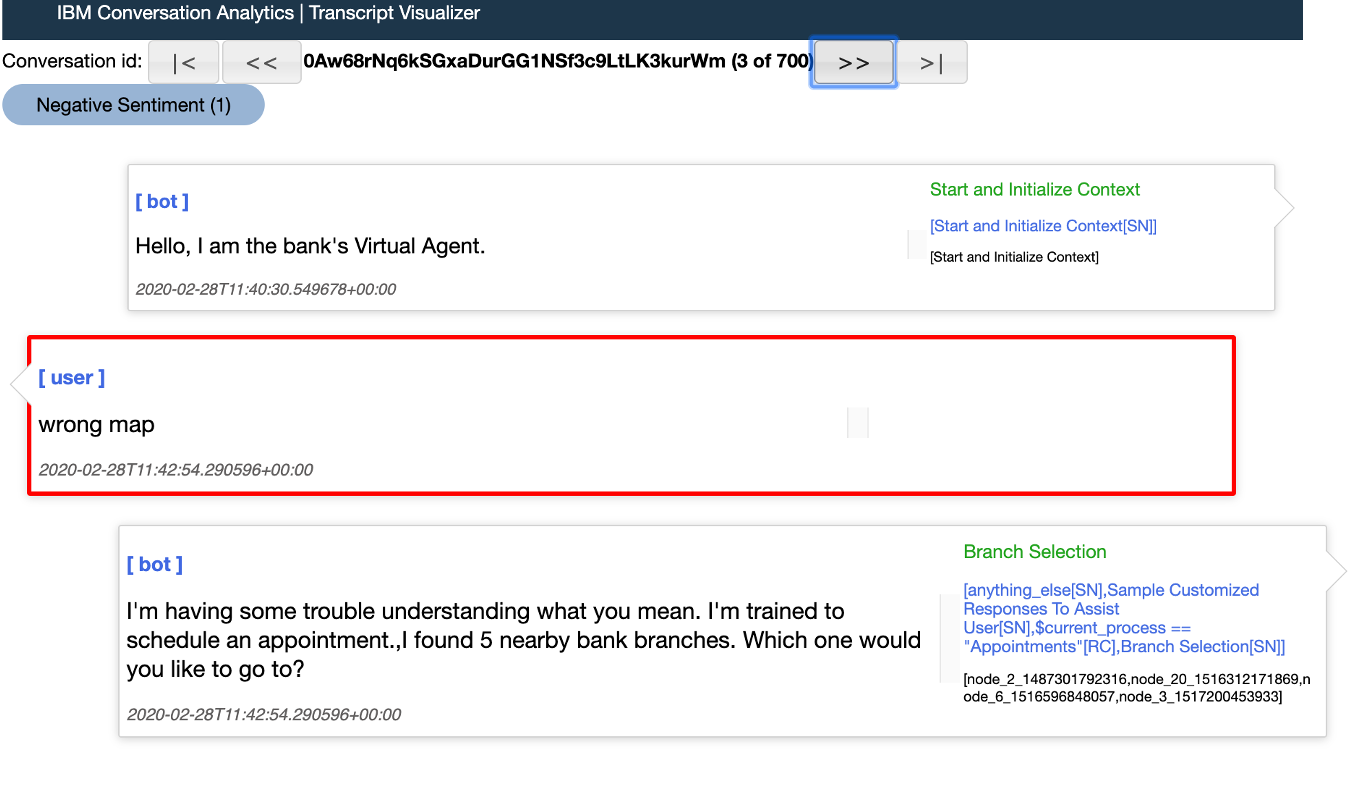 IBM Conversation Analytics | Transcript Visualizer
Conversation id: |< << 0Aw68rNq6kSGxaDurGG1NSf3c9LtLK3kurWm (3 of 700) >> >|
Negative Sentiment (1)
[ bot ]
Hello, I am the bank's Virtual Agent.
2020-02-28T11:40:30.549678+00:00
Start and Initialize Context
[Start and Initialize Context[SN]]
[Start and Initialize Context]
[ user ]
wrong map
2020-02-28T11:42:54.290596+00:00
[ bot ]
I'm having some trouble understanding what you mean. I'm trained to
schedule an appointment.,I found 5 nearby bank branches. Which one would
you like to go to?
2020-02-28T11:42:54.290596+00:00
Branch Selection
[anything_else[SN],Sample Customized
Responses To Assist
User[SN],$current_process ==
"Appointments"[RC],Branch Selection[SN]]
[node_2_1487301792316,node_20_1516312171869,n
ode_6_1516596848057,node_3_1517200453933]